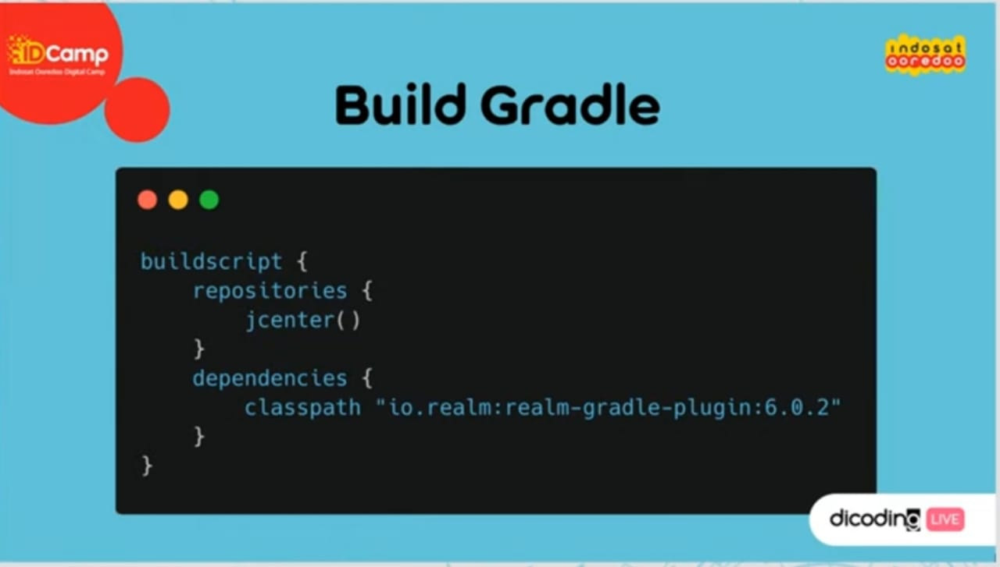 IDCamp
Indosat Ooredoo Digital Camp
indosat
ooredoo
Build Gradle
buildscript {
    repositories {
        jcenter()
    }
    dependencies {
        classpath "io.realm:realm-gradle-plugin:6.0.2"
    }
}
dicoding LIVE